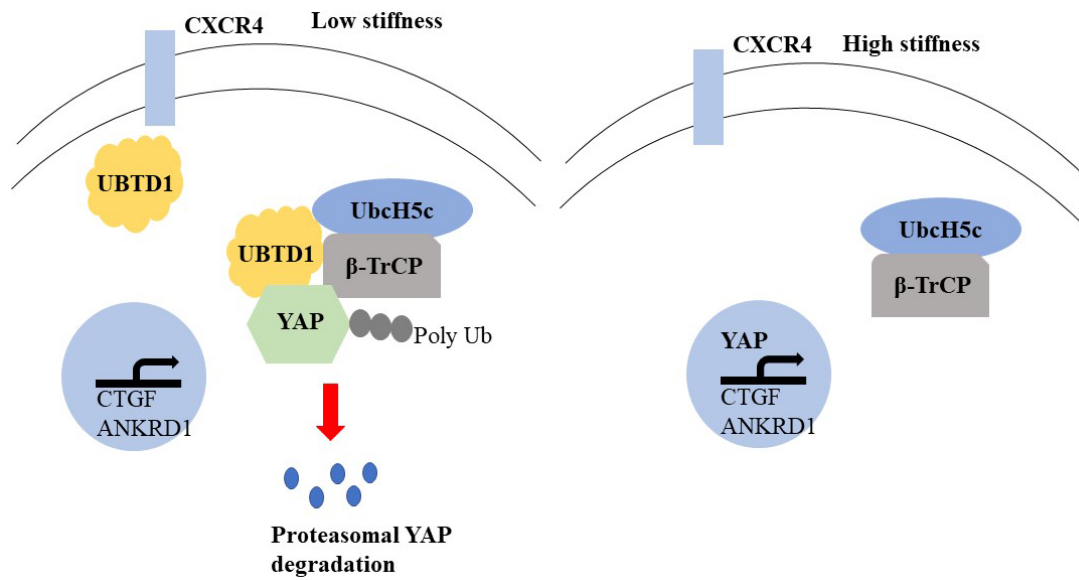 CXCR4
Low stiffness
UBTD1
UBTD1
UbcH5c
β-TrCP
YAP
Poly Ub
CTGF
ANKRD1
Proteasomal YAP
degradation
CXCR4
High stiffness
UbcH5c
β-TrCP
YAP
CTGF
ANKRD1